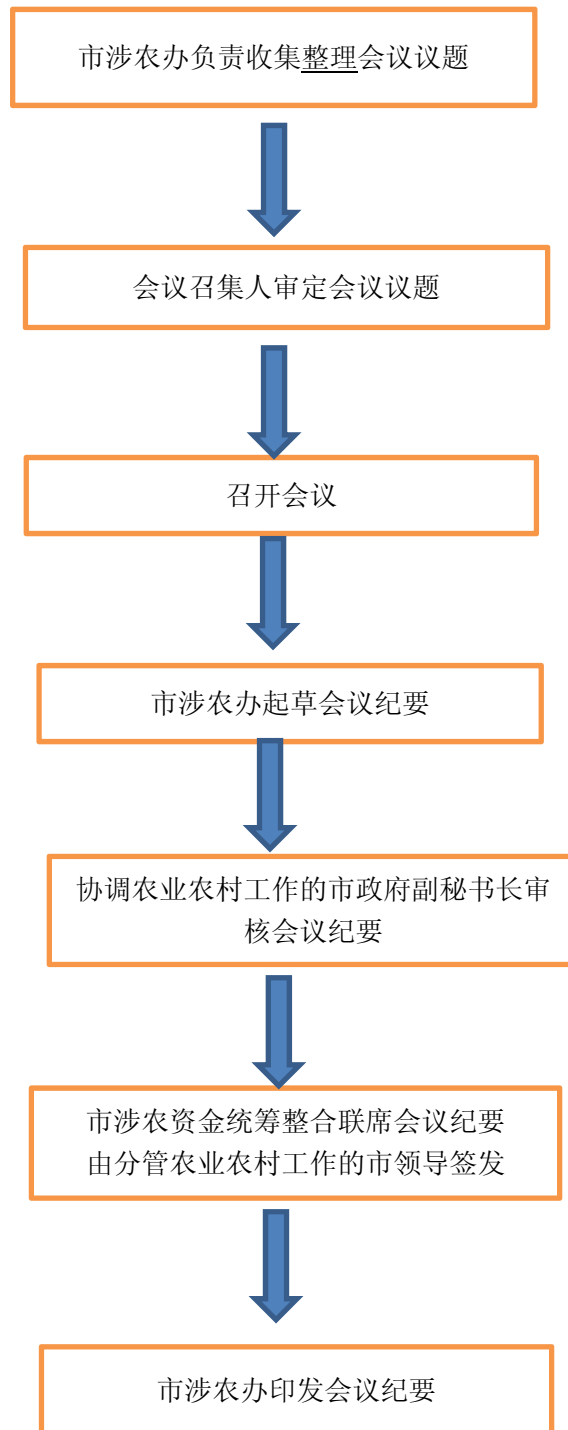 市涉农办负责收集整理会议议题
会议召集人审定会议议题
召开会议
市涉农办起草会议纪要
协调农业农村工作的市政府副秘书长审
核会议纪要
市涉农资金统筹整合联席会议纪要
由分管农业农村工作的市领导签发
市涉农办印发会议纪要